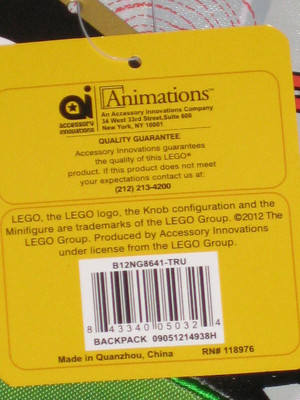 ai
accessory
innovations
Animations™
An Accessory Innovations Company
34 West 33rd Street,Suite 600
New York, NY 10001
QUALITY GUARANTEE
Accessory Innovations guarantees
the quality of tihis LEGO®
product. if this product does not meet
your expectations contact us at:
(212) 213-4200
LEGO, the LEGO logo, the Knob configuration and the
Minifigure are trademarks of the LEGO Group. ©2012 The
LEGO Group. Produced by Accessory Innovations
under license from the LEGO Group.
B12NG8641-TRU
8 43340 05032 4
BACKPACK 09051214938H
Made in Quanzhou, China RN# 118976